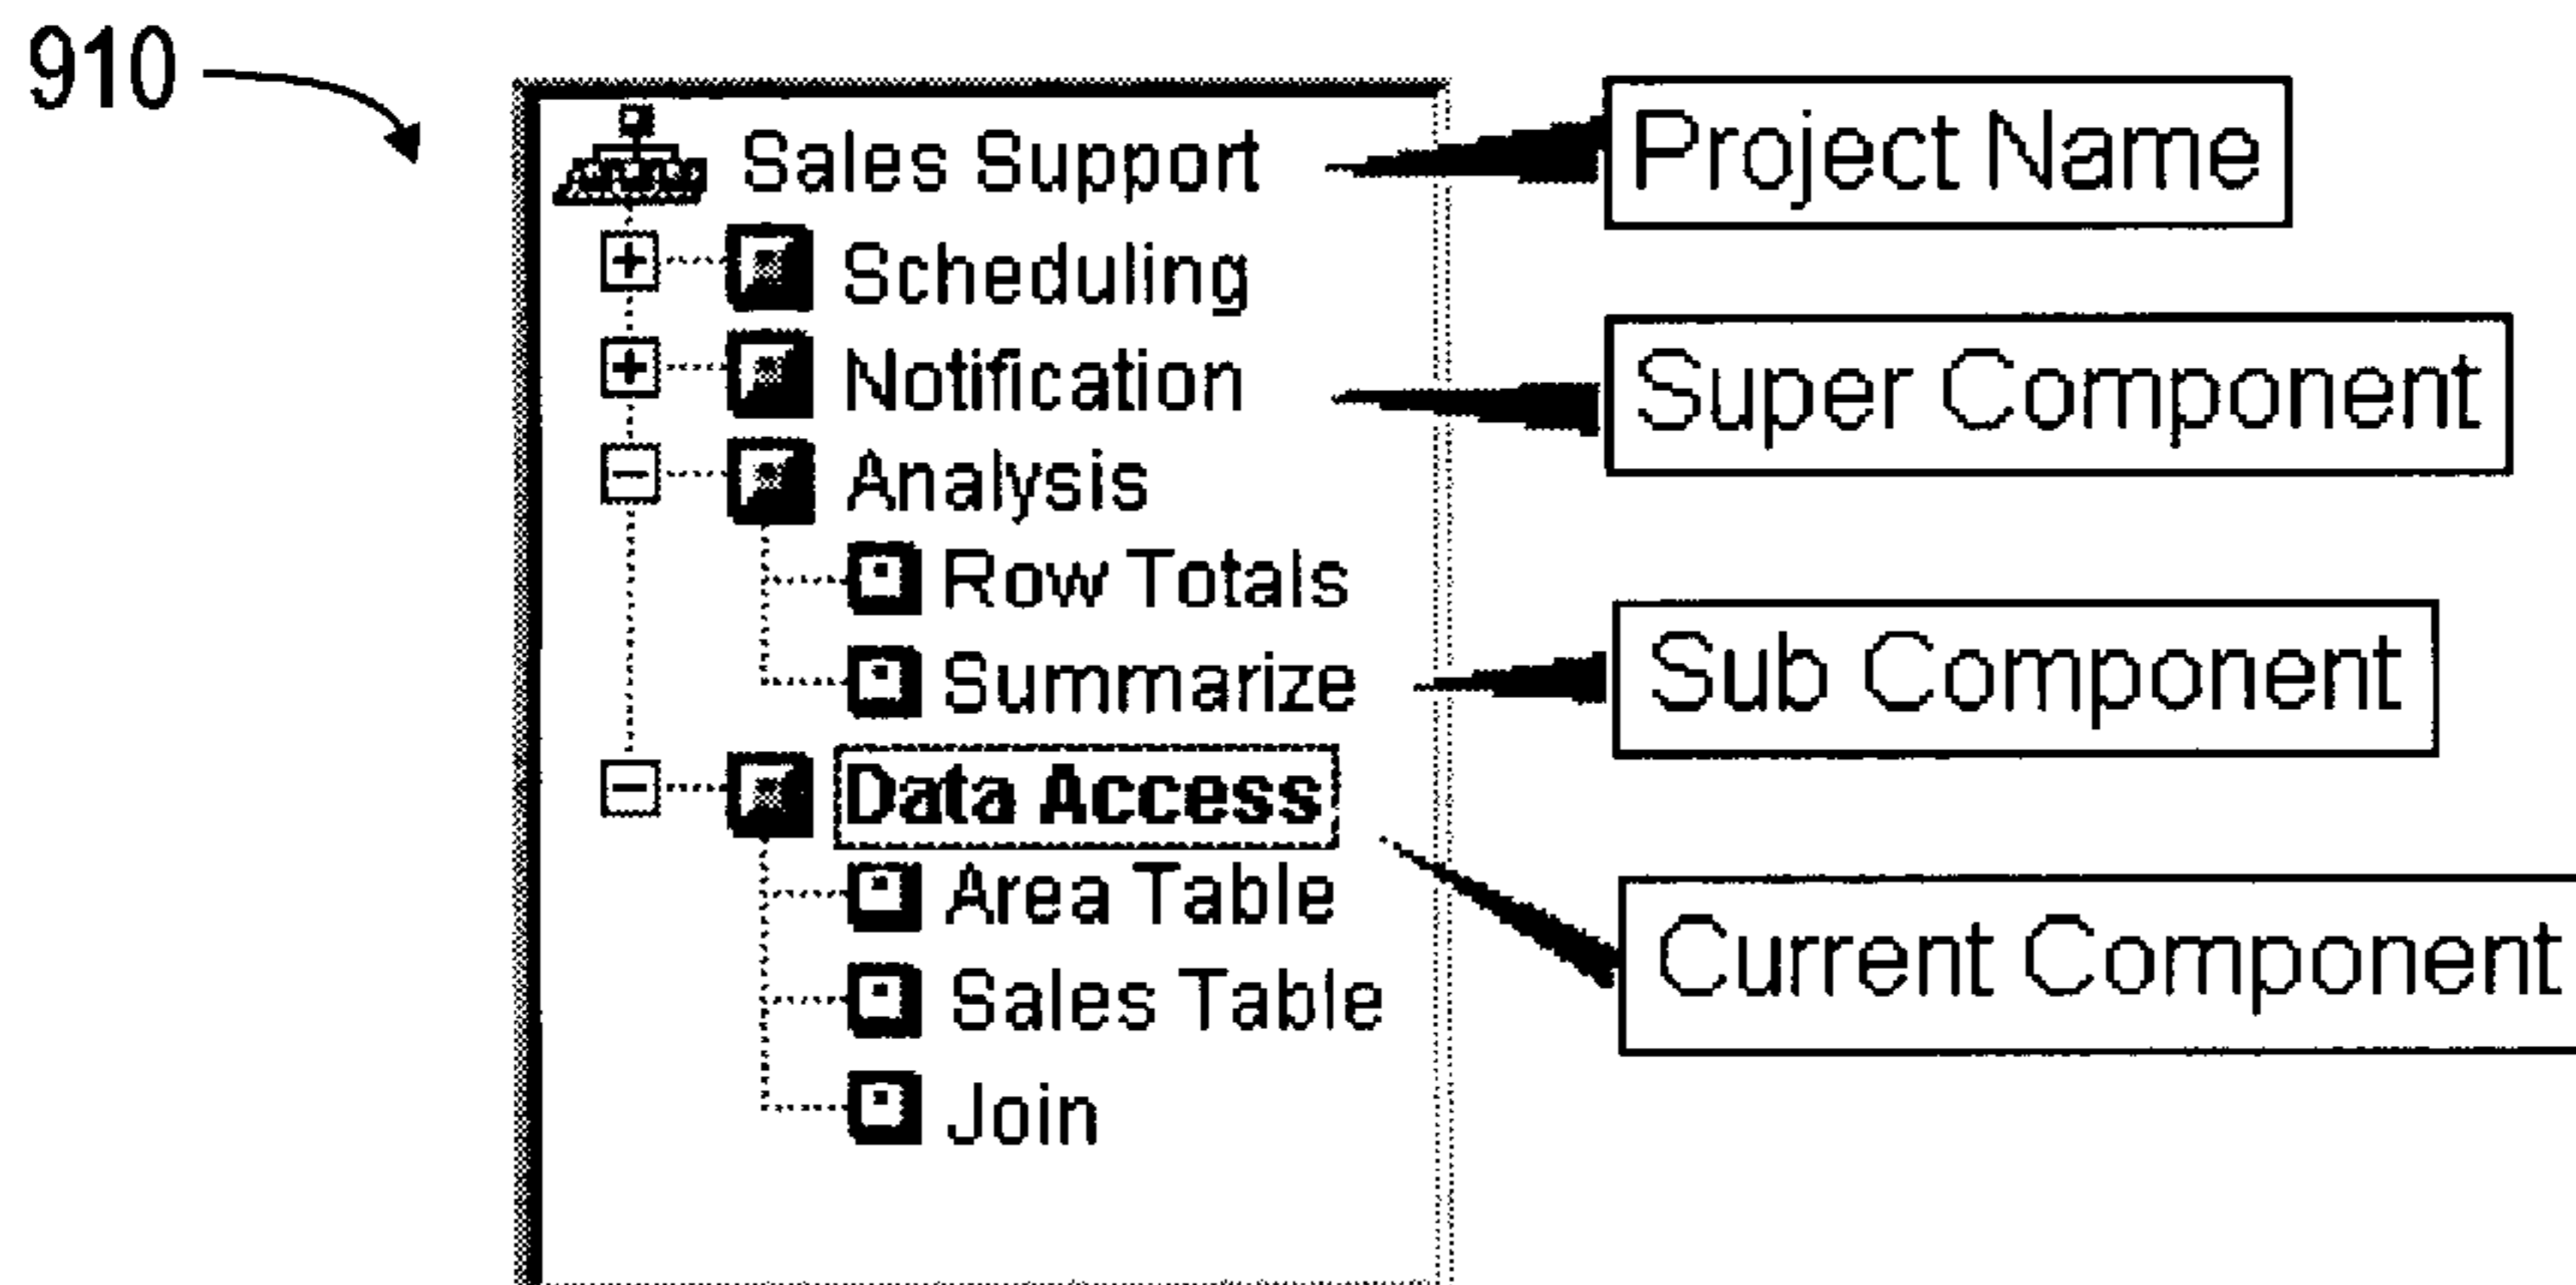 910
Sales Support
Project Name
Scheduling
Notification
Super Component
Analysis
Row Totals
Summarize
Sub Component
Data Access
Area Table
Current Component
Sales Table
Join